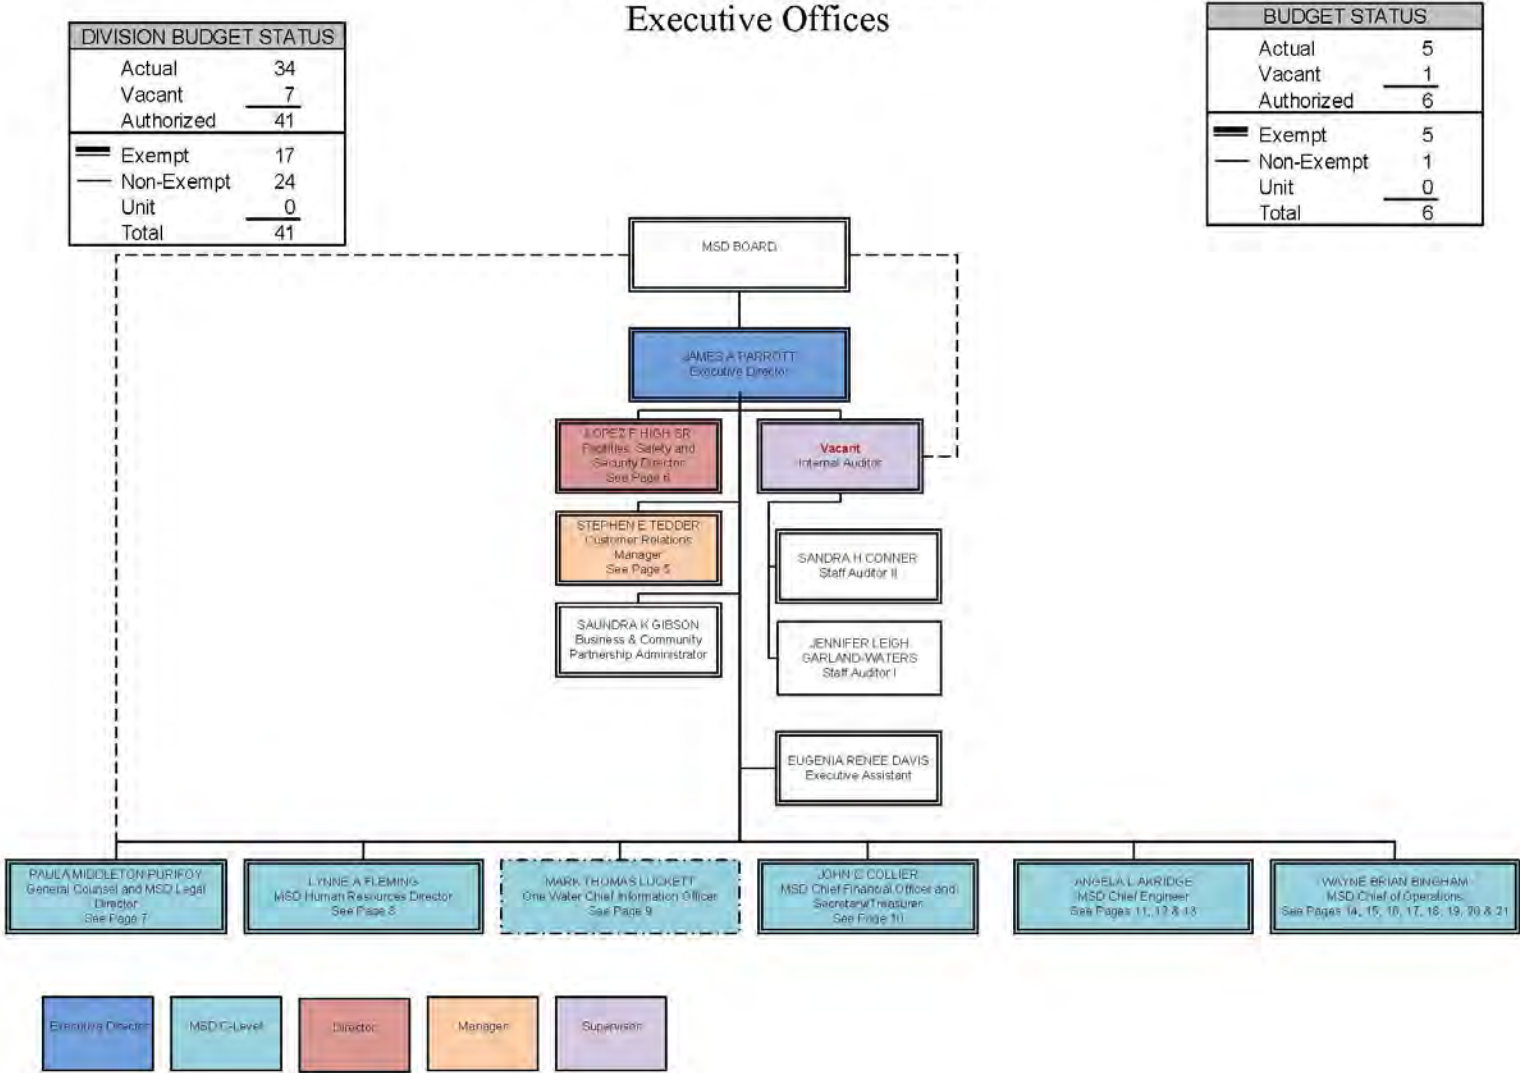 Executive Offices
DIVISION BUDGET STATUS
Actual 34
Vacant 7
Authorized 41
Exempt 17
Non-Exempt 24
Unit 0
Total 41
BUDGET STATUS
Actual 5
Vacant 1
Authorized 6
Exempt 5
Non-Exempt 1
Unit 0
Total 6
MSD BOARD
JAMES A PARROTT
Executive Director
LOPEZ F HIGH SR
Facilities, Safety and
Security Director
See Page 6
Vacant
Internal Auditor
STEPHEN E TEDDER
Customer Relations
Manager
See Page 5
SANDRA H CONNER
Staff Auditor II
SAUNDRA K GIBSON
Business & Community
Partnership Administrator
JENNIFER LEIGH
GARLAND-WATERS
Staff Auditor I
EUGENIA RENEE DAVIS
Executive Assistant
PAULA MIDDLETON PURIFOY
General Counsel and MSD Legal
Director
See Page 7
LYNNE A FLEMING
MSD Human Resources Director
See Page 8
MARK THOMAS LUCKETT
One Water Chief Information Officer
See Page 9
JOHN C COLLIER
MSD Chief Financial Officer and
Secretary/Treasurer
See Page 10
ANGELA L AKRIDGE
MSD Chief Engineer
See Pages 11, 12 & 13
WAYNE BRIAN BINGHAM
MSD Chief of Operations
See Pages 14, 15, 16, 17, 18, 19, 20 & 21
Executive Director
MSD C-Level
Director
Manager
Supervisor